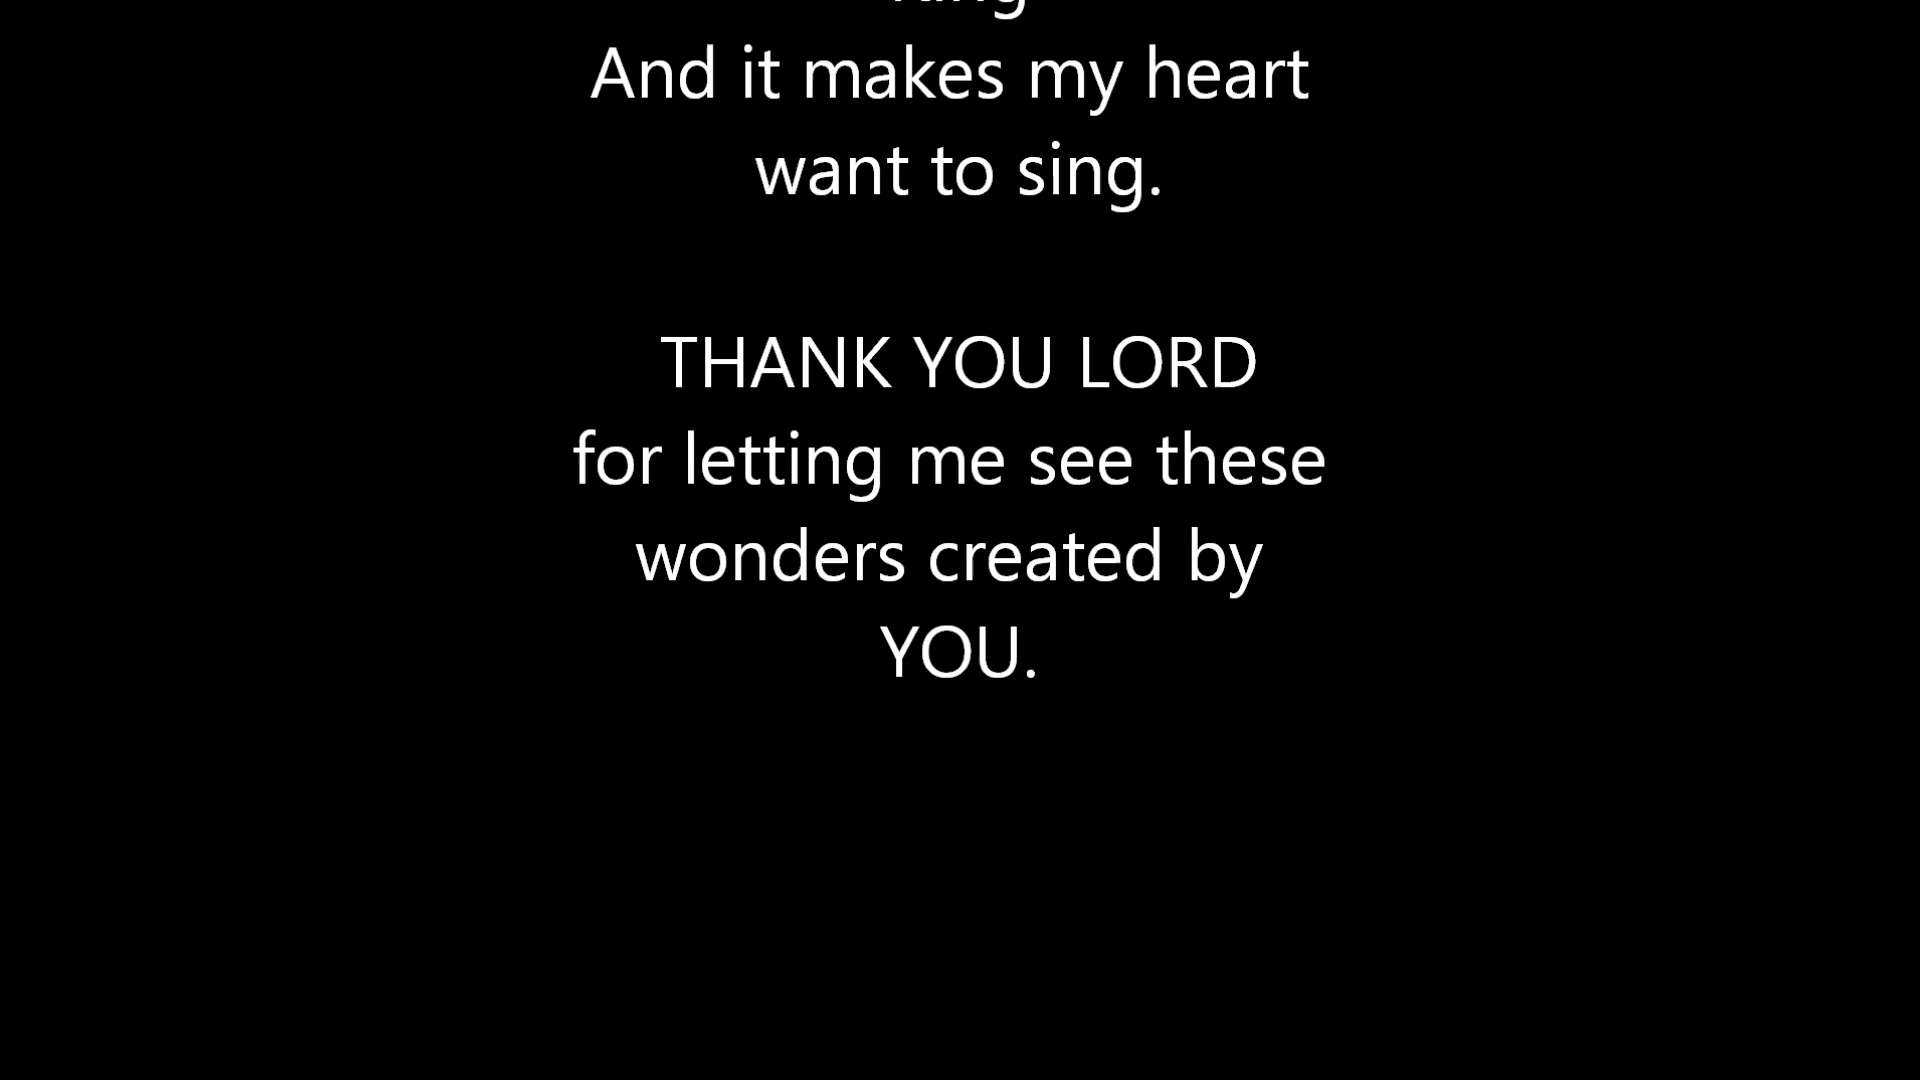 And it makes my heart
want to sing.
THANK YOU LORD
for letting me see these
wonders created by
YOU.